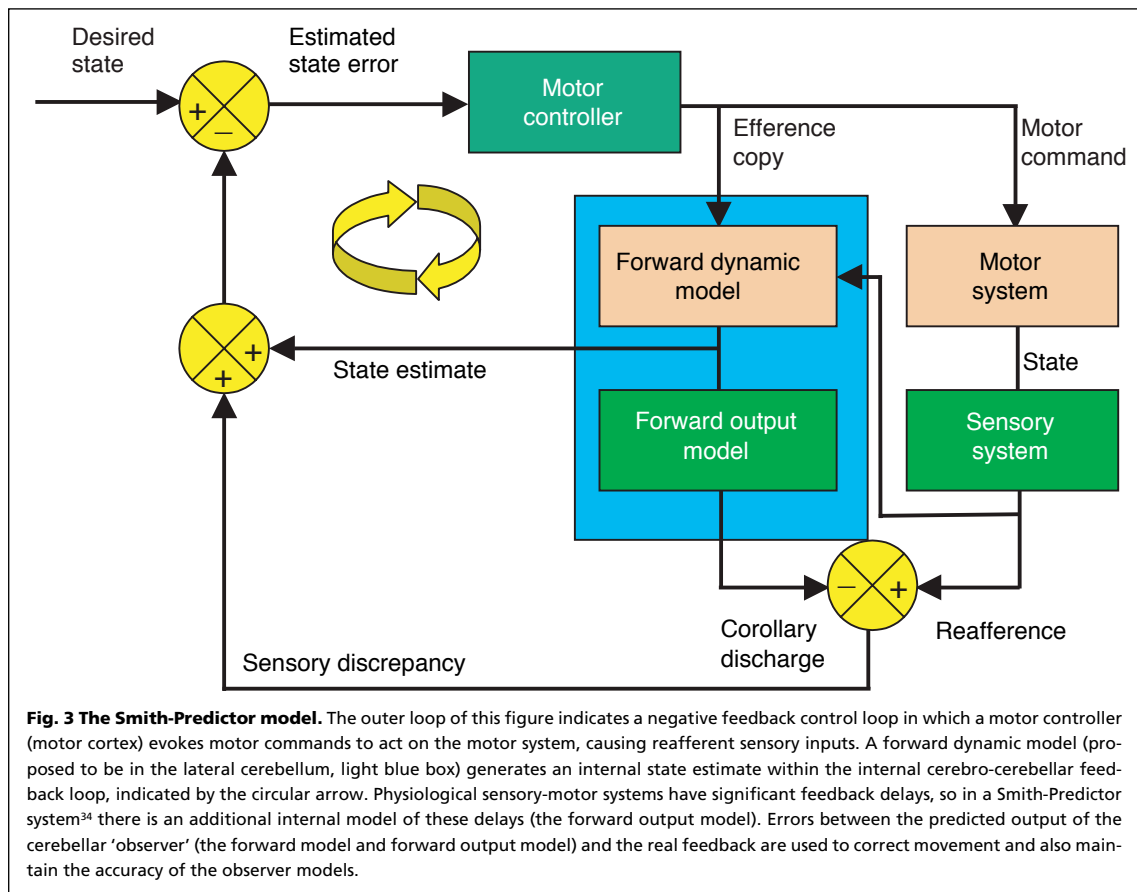 Desired
state
Estimated
state error
+
−
Motor
controller
Efference
copy
Motor
command
Forward dynamic
model
Motor
system
+
+
State estimate
State
Forward output
model
Sensory
system
−
+
Corollary
discharge
Reafference
Sensory discrepancy
Fig. 3 The Smith-Predictor model. The outer loop of this figure indicates a negative feedback control loop in which a motor controller
(motor cortex) evokes motor commands to act on the motor system, causing reafferent sensory inputs. A forward dynamic model (pro-
posed to be in the lateral cerebellum, light blue box) generates an internal state estimate within the internal cerebro-cerebellar feed-
back loop, indicated by the circular arrow. Physiological sensory-motor systems have significant feedback delays, so in a Smith-Predictor
system³⁴ there is an additional internal model of these delays (the forward output model). Errors between the predicted output of the
cerebellar ‘observer’ (the forward model and forward output model) and the real feedback are used to correct movement and also main-
tain the accuracy of the observer models.